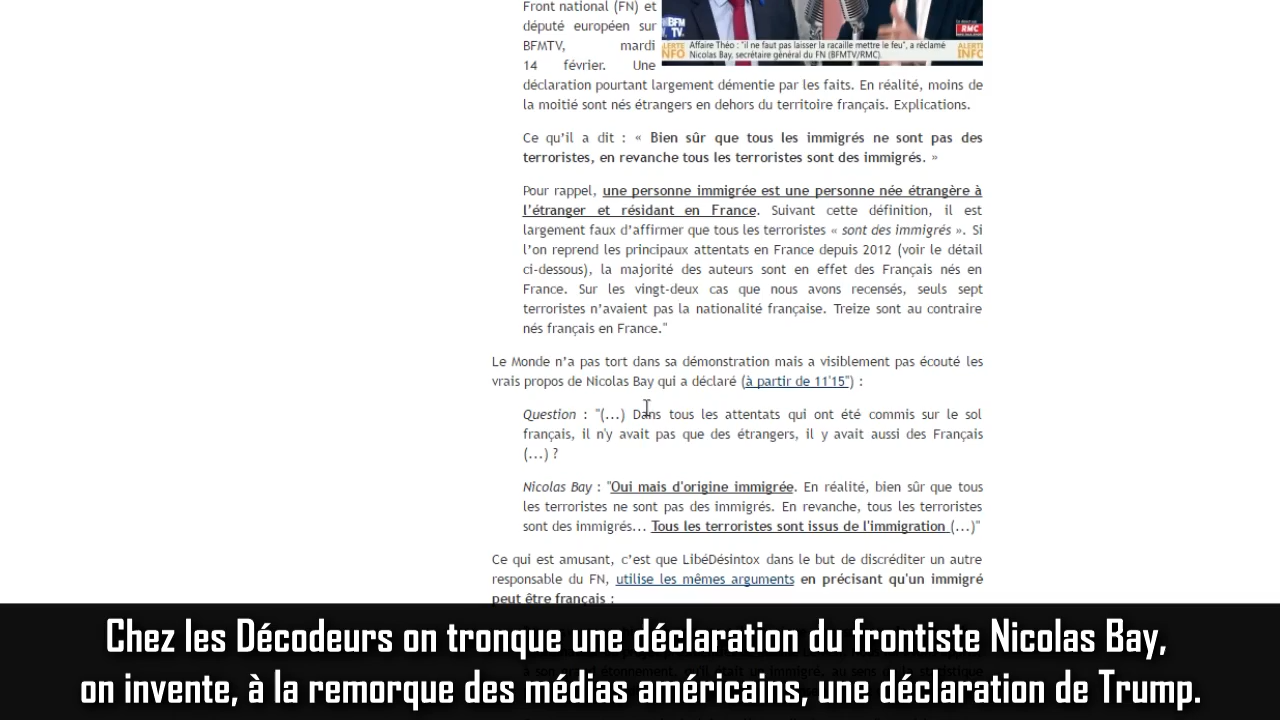 Front national (FN) et
député européen sur
BFMTV, mardi
14 février. Une
BFM
TV.
RMC
ALERTE
INFO
Affaire Théo : "il ne faut pas laisser la racaille mettre le feu", a réclamé
Nicolas Bay, secrétaire général du FN (BFMTV/RMC)
ALERTE
INFO
déclaration pourtant largement démentie par les faits. En réalité, moins de
la moitié sont nés étrangers en dehors du territoire français. Explications.
Ce qu'il a dit : « Bien sûr que tous les immigrés ne sont pas des
terroristes, en revanche tous les terroristes sont des immigrés. »
Pour rappel, une personne immigrée est une personne née étrangère à
l'étranger et résidant en France. Suivant cette définition, il est
largement faux d'affirmer que tous les terroristes « sont des immigrés ». Si
l'on reprend les principaux attentats en France depuis 2012 (voir le détail
ci-dessous), la majorité des auteurs sont en effet des Français nés en
France. Sur les vingt-deux cas que nous avons recensés, seuls sept
terroristes n'avaient pas la nationalité française. Treize sont au contraire
nés français en France."
Le Monde n'a pas tort dans sa démonstration mais a visiblement pas écouté les
vrais propos de Nicolas Bay qui a déclaré (à partir de 11'15") :
Question : "(...) Dans tous les attentats qui ont été commis sur le sol
français, il n'y avait pas que des étrangers, il y avait aussi des Français
(...) ?
Nicolas Bay : "Oui mais d'origine immigrée. En réalité, bien sûr que tous
les terroristes ne sont pas des immigrés. En revanche, tous les terroristes
sont des immigrés... Tous les terroristes sont issus de l'immigration (...)"
Ce qui est amusant, c'est que LibéDésintox dans le but de discréditer un autre
responsable du FN, utilise les mêmes arguments en précisant qu'un immigré
peut être français :
Chez les Décodeurs on tronque une déclaration du frontiste Nicolas Bay,
on invente, à la remorque des médias américains, une déclaration de Trump.